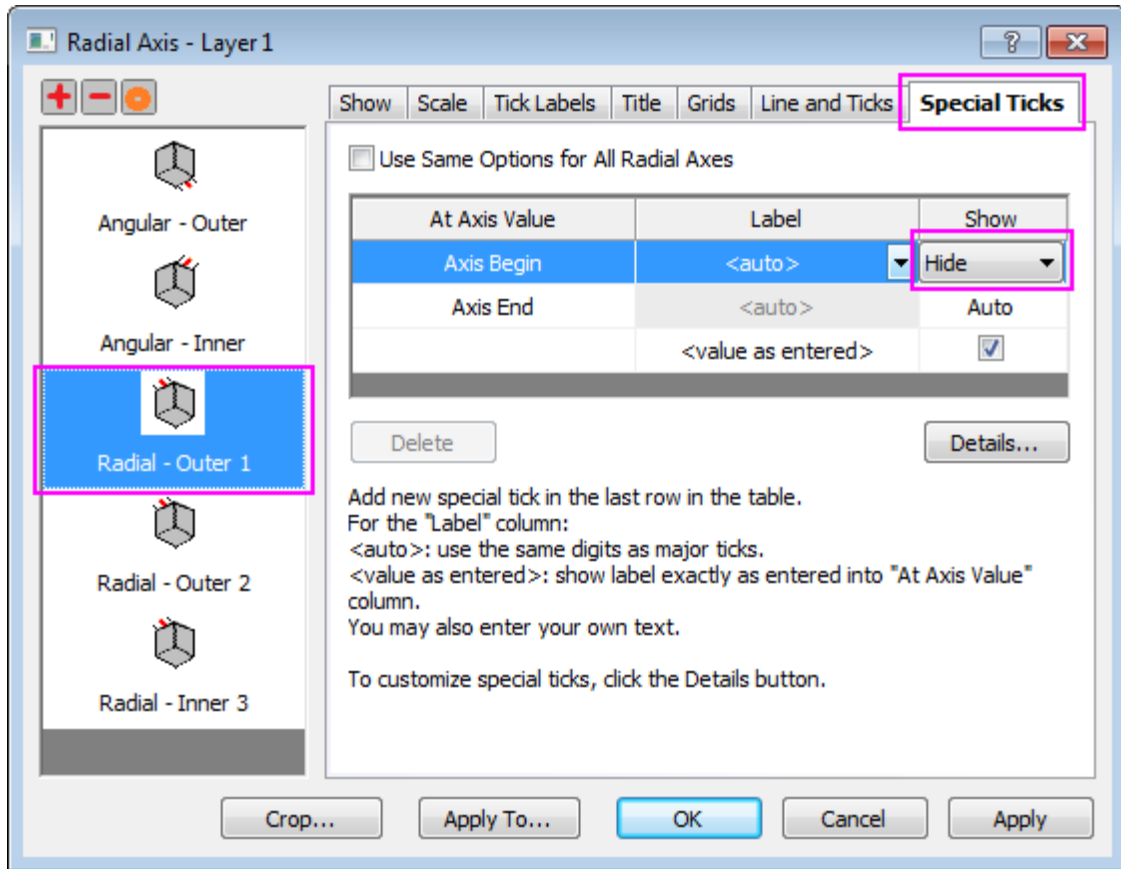 Radial Axis - Layer 1
Show Scale Tick Labels Title Grids Line and Ticks Special Ticks
Use Same Options for All Radial Axes
At Axis Value Label Show
Axis Begin <auto> Hide
Axis End <auto> Auto
<value as entered>
Angular - Outer
Angular - Inner
Radial - Outer 1
Radial - Outer 2
Radial - Inner 3
Delete Details...
Add new special tick in the last row in the table.
For the "Label" column:
<auto>: use the same digits as major ticks.
<value as entered>: show label exactly as entered into "At Axis Value"
column.
You may also enter your own text.
To customize special ticks, click the Details button.
Crop... Apply To... OK Cancel Apply